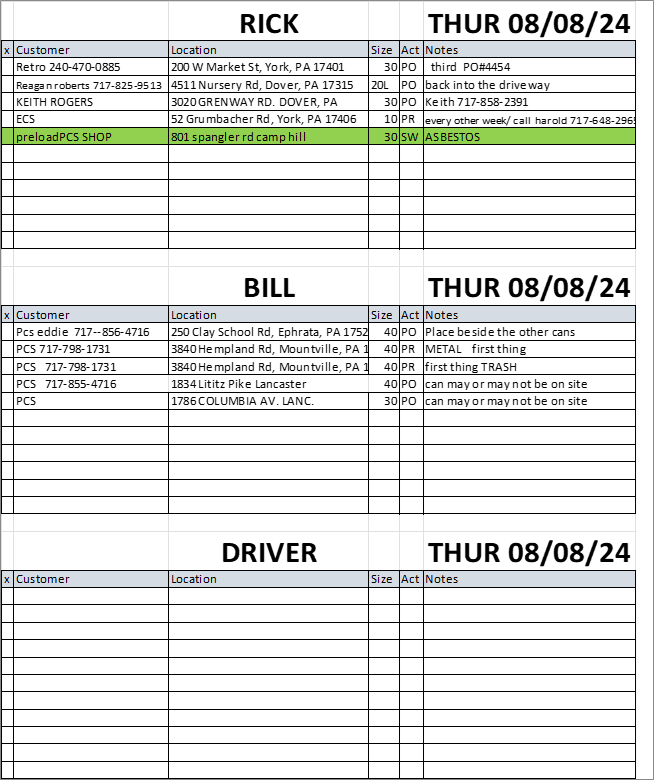 RICK THUR 08/08/24
x Customer Location Size Act Notes
Retro 240-470-0885 200 W Market St, York, PA 17401 30 PO third PO#4454
Reagan roberts 717-825-9513 4511 Nursery Rd, Dover, PA 17315 20L PO back into the driveway
KEITH ROGERS 3020 GRENWAY RD. DOVER, PA 30 PO Keith 717-858-2391
ECS 52 Grumbacher Rd, York, PA 17406 10 PR every other week/ call harold 717-648-296
preloadPCS SHOP 801 spangler rd camp hill 30 SW ASBESTOS
BILL THUR 08/08/24
x Customer Location Size Act Notes
Pcs eddie 717--856-4716 250 Clay School Rd, Ephrata, PA 1752 40 PO Place beside the other cans
PCS 717-798-1731 3840 Hempland Rd, Mountville, PA 1 40 PR METAL first thing
PCS 717-798-1731 3840 Hempland Rd, Mountville, PA 1 40 PR first thing TRASH
PCS 717-855-4716 1834 Lititz Pike Lancaster 40 PO can may or may not be on site
PCS 1786 COLUMBIA AV. LANC. 30 PO can may or may not be on site
DRIVER THUR 08/08/24
x Customer Location Size Act Notes